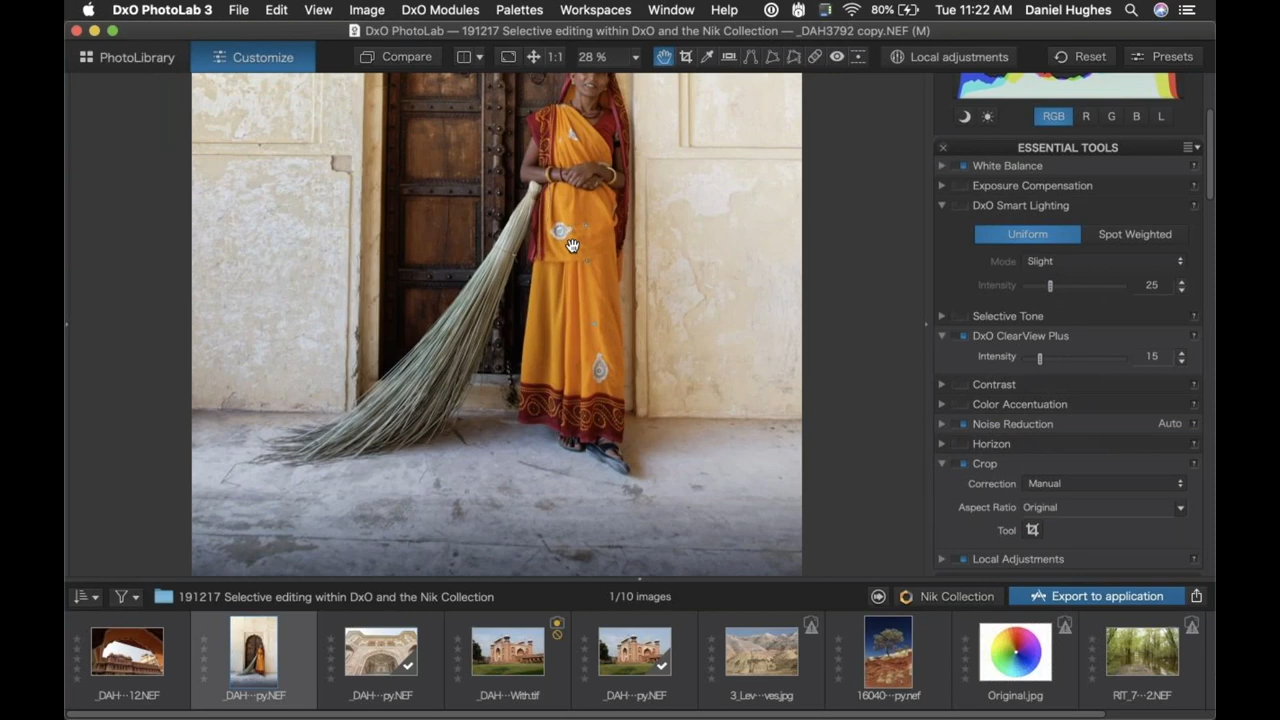 DxO PhotoLab 3 File Edit View Image DxO Modules Palettes Workspaces Window Help 80% Tue 11:22 AM Daniel Hughes
DxO PhotoLab — 191217 Selective editing within DxO and the Nik Collection — _DAH3792 copy.NEF (M)
PhotoLibrary Customize Compare 1:1 28 % Local adjustments Reset Presets
RGB R G B L
ESSENTIAL TOOLS
White Balance ?
Exposure Compensation ?
DxO Smart Lighting ?
Uniform Spot Weighted
Mode Slight
Intensity 25
Selective Tone ?
DxO ClearView Plus ?
Intensity 15
Contrast ?
Color Accentuation ?
Noise Reduction Auto ?
Horizon ?
Crop ?
Correction Manual
Aspect Ratio Original
Tool
Local Adjustments ?
191217 Selective editing within DxO and the Nik Collection 1/10 images Nik Collection Export to application
_DAH···12.NEF _DAH···py.NEF _DAH···py.NEF _DAH···With.tif _DAH···py.NEF 3_Lev···ves.jpg 16040···py.nef Original.jpg RIT_7···2.NEF